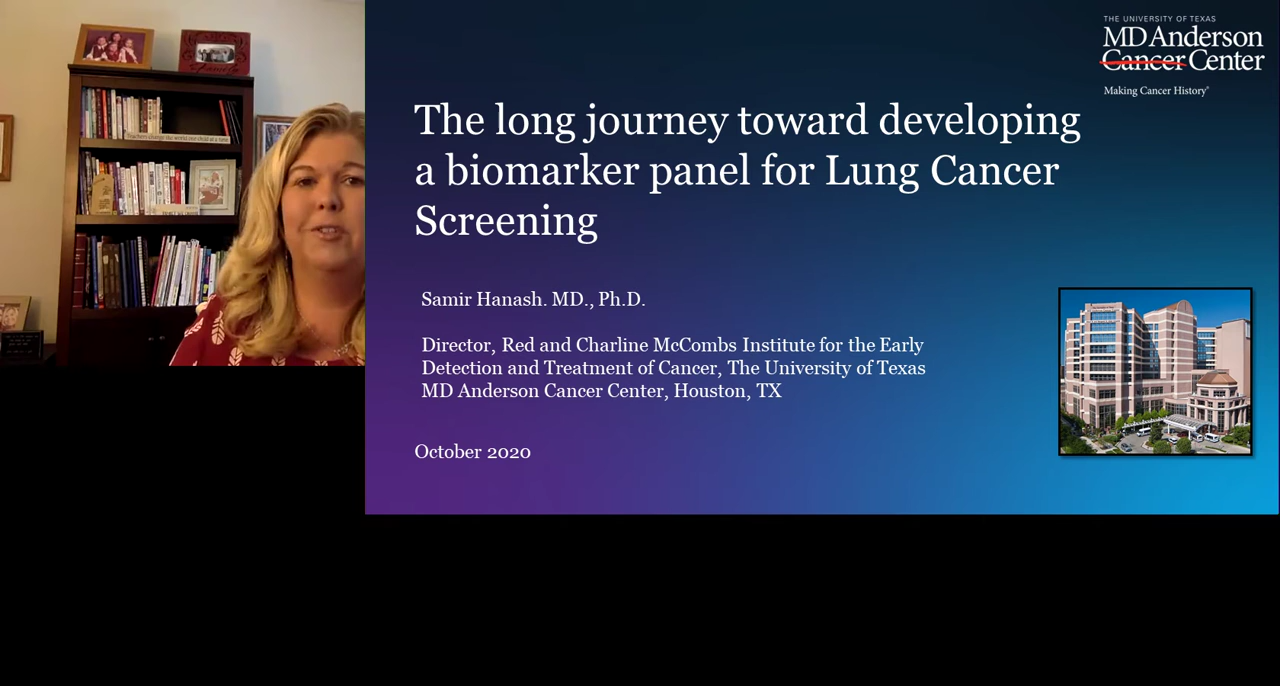 THE UNIVERSITY OF TEXAS
MD Anderson
Cancer Center
Making Cancer History®
The long journey toward developing
a biomarker panel for Lung Cancer
Screening
Samir Hanash. MD., Ph.D.
Director, Red and Charline McCombs Institute for the Early
Detection and Treatment of Cancer, The University of Texas
MD Anderson Cancer Center, Houston, TX
October 2020